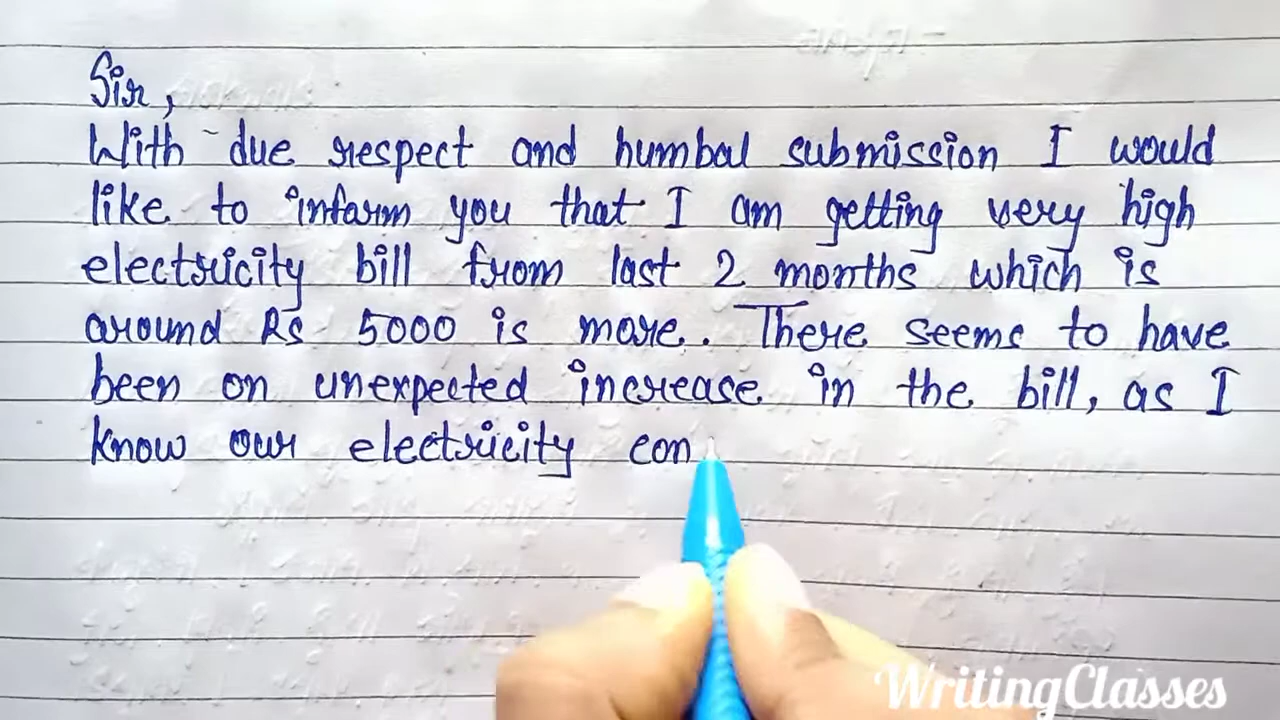 Sir,
With due respect and humbal submission I would
like to infarm you that I am getting very high
electricity bill from last 2 months which is
around Rs 5000 is more. There seems to have
been on unexpected increase in the bill, as I
know our electricity con
WritingClasses